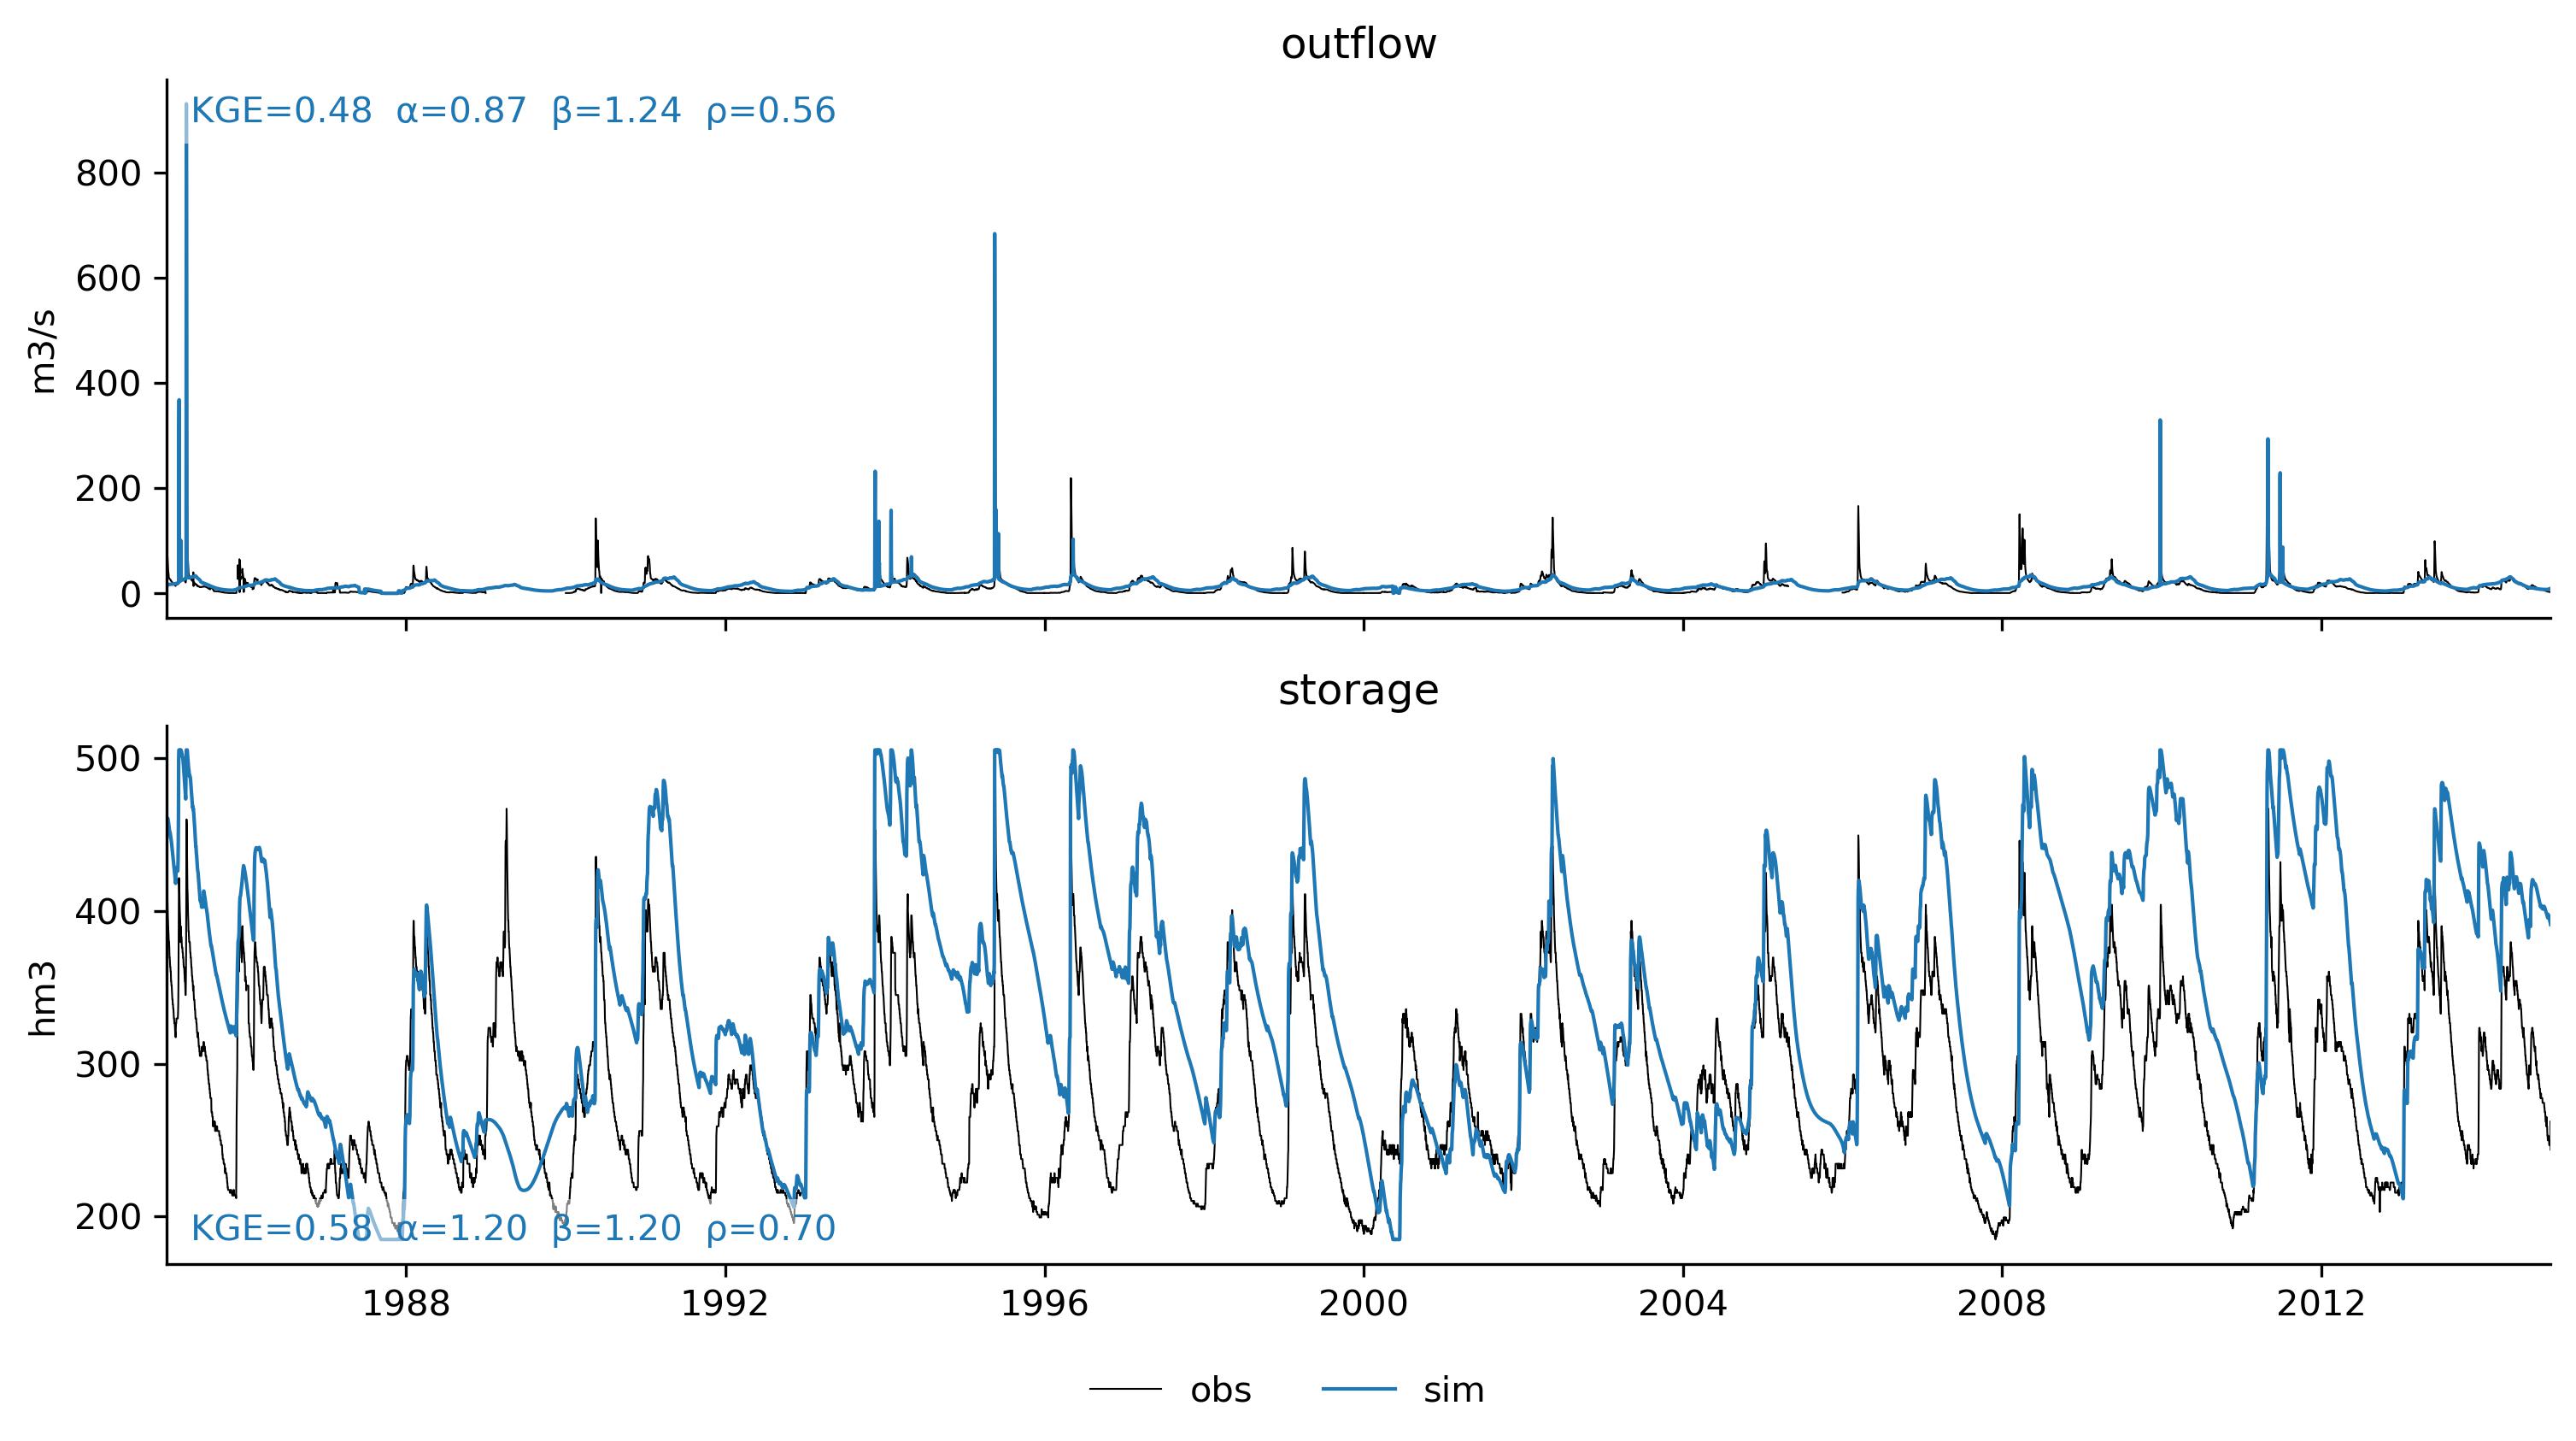 outflow
KGE=0.48 α=0.87 β=1.24 ρ=0.56
800
600
400
200
0
m3/s
storage
500
400
300
200
hm3
KGE=0.58 α=1.20 β=1.20 ρ=0.70
1988 1992 1996 2000 2004 2008 2012
obs sim